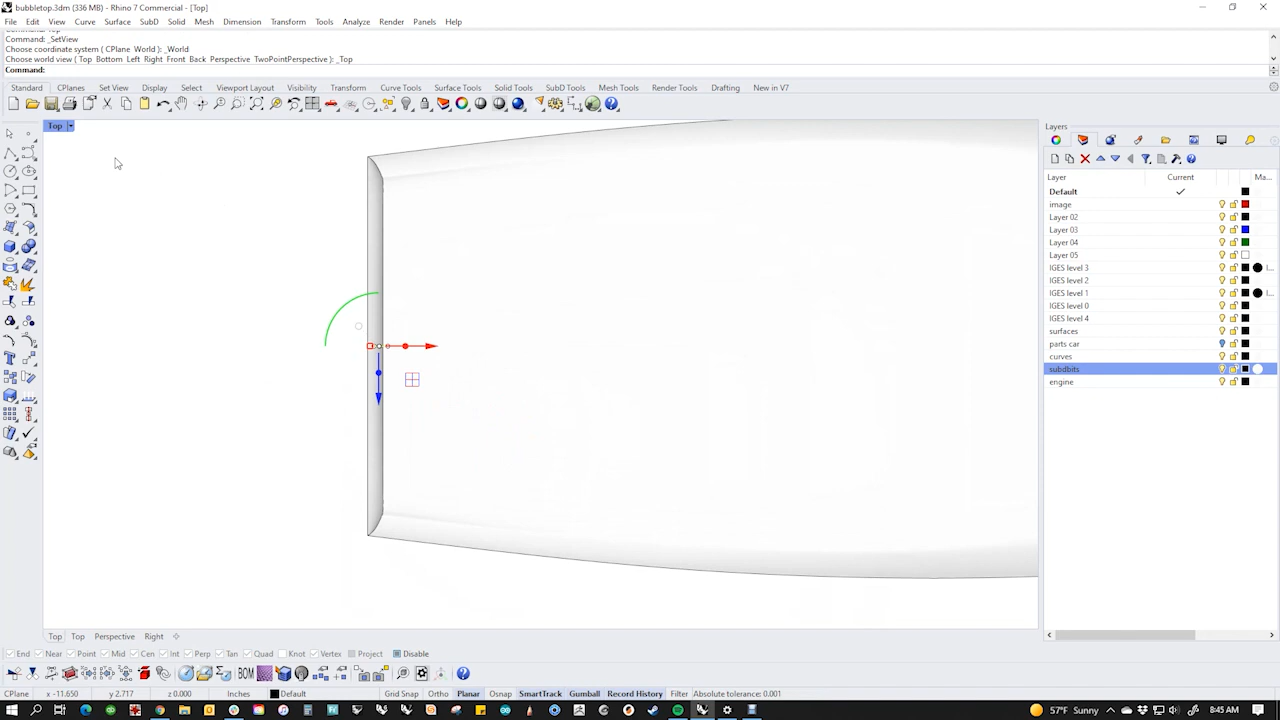 bubbletop.3dm (336 MB) - Rhino 7 Commercial - [Top]
File Edit View Curve Surface SubD Solid Mesh Dimension Transform Tools Analyze Render Panels Help
Command: _SetView
Choose coordinate system ( CPlane World ): _World
Choose world view ( Top Bottom Left Right Front Back Perspective TwoPointPerspective ): _Top
Command:
Standard CPlanes Set View Display Select Viewport Layout Visibility Transform Curve Tools Surface Tools Solid Tools SubD Tools Mesh Tools Render Tools Drafting New in V7
Top
Layers
Layer Current Ma...
Default
image
Layer 02
Layer 03
Layer 04
Layer 05
IGES level 3
IGES level 2
IGES level 1
IGES level 0
IGES level 4
surfaces
parts car
curves
subdbits
engine
Top Top Perspective Right
End Near Point Mid Cen Int Perp Tan Quad Knot Vertex Project Disable
BOM
CPlane x -11.650 y 2.717 z 0.000 Inches Default Grid Snap Ortho Planar Osnap SmartTrack Gumball Record History Filter Absolute tolerance: 0.001
57°F Sunny 8:45 AM